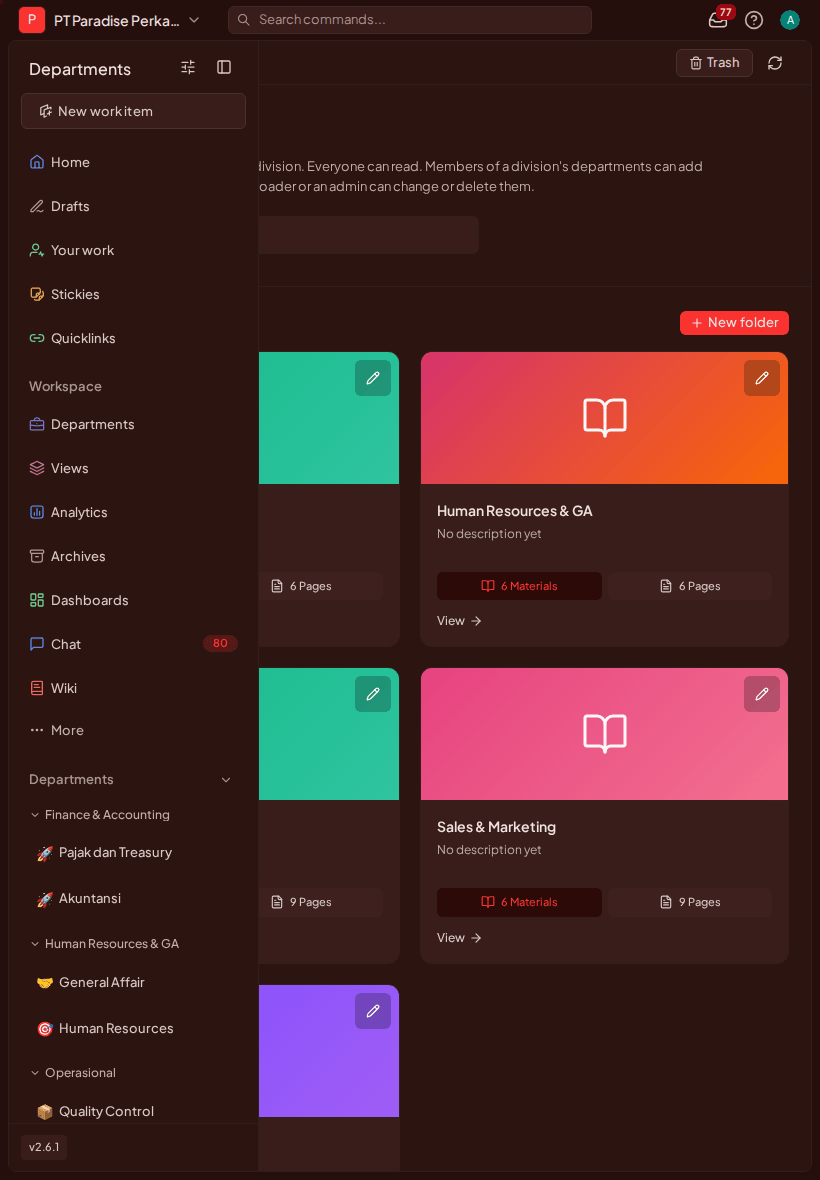 P PT Paradise Perka...
Search commands...
77
A
Departments
Trash
New work item
Home
Drafts
Your work
Stickies
Quicklinks
Workspace
Departments
Views
Analytics
Archives
Dashboards
Chat 80
Wiki
More
Departments
Finance & Accounting
Pajak dan Treasury
Akuntansi
Human Resources & GA
General Affair
Human Resources
Operasional
Quality Control
v2.6.1
division. Everyone can read. Members of a division's departments can add
or an admin can change or delete them.
New folder
6 Pages
Human Resources & GA
No description yet
6 Materials
6 Pages
View
9 Pages
Sales & Marketing
No description yet
6 Materials
9 Pages
View